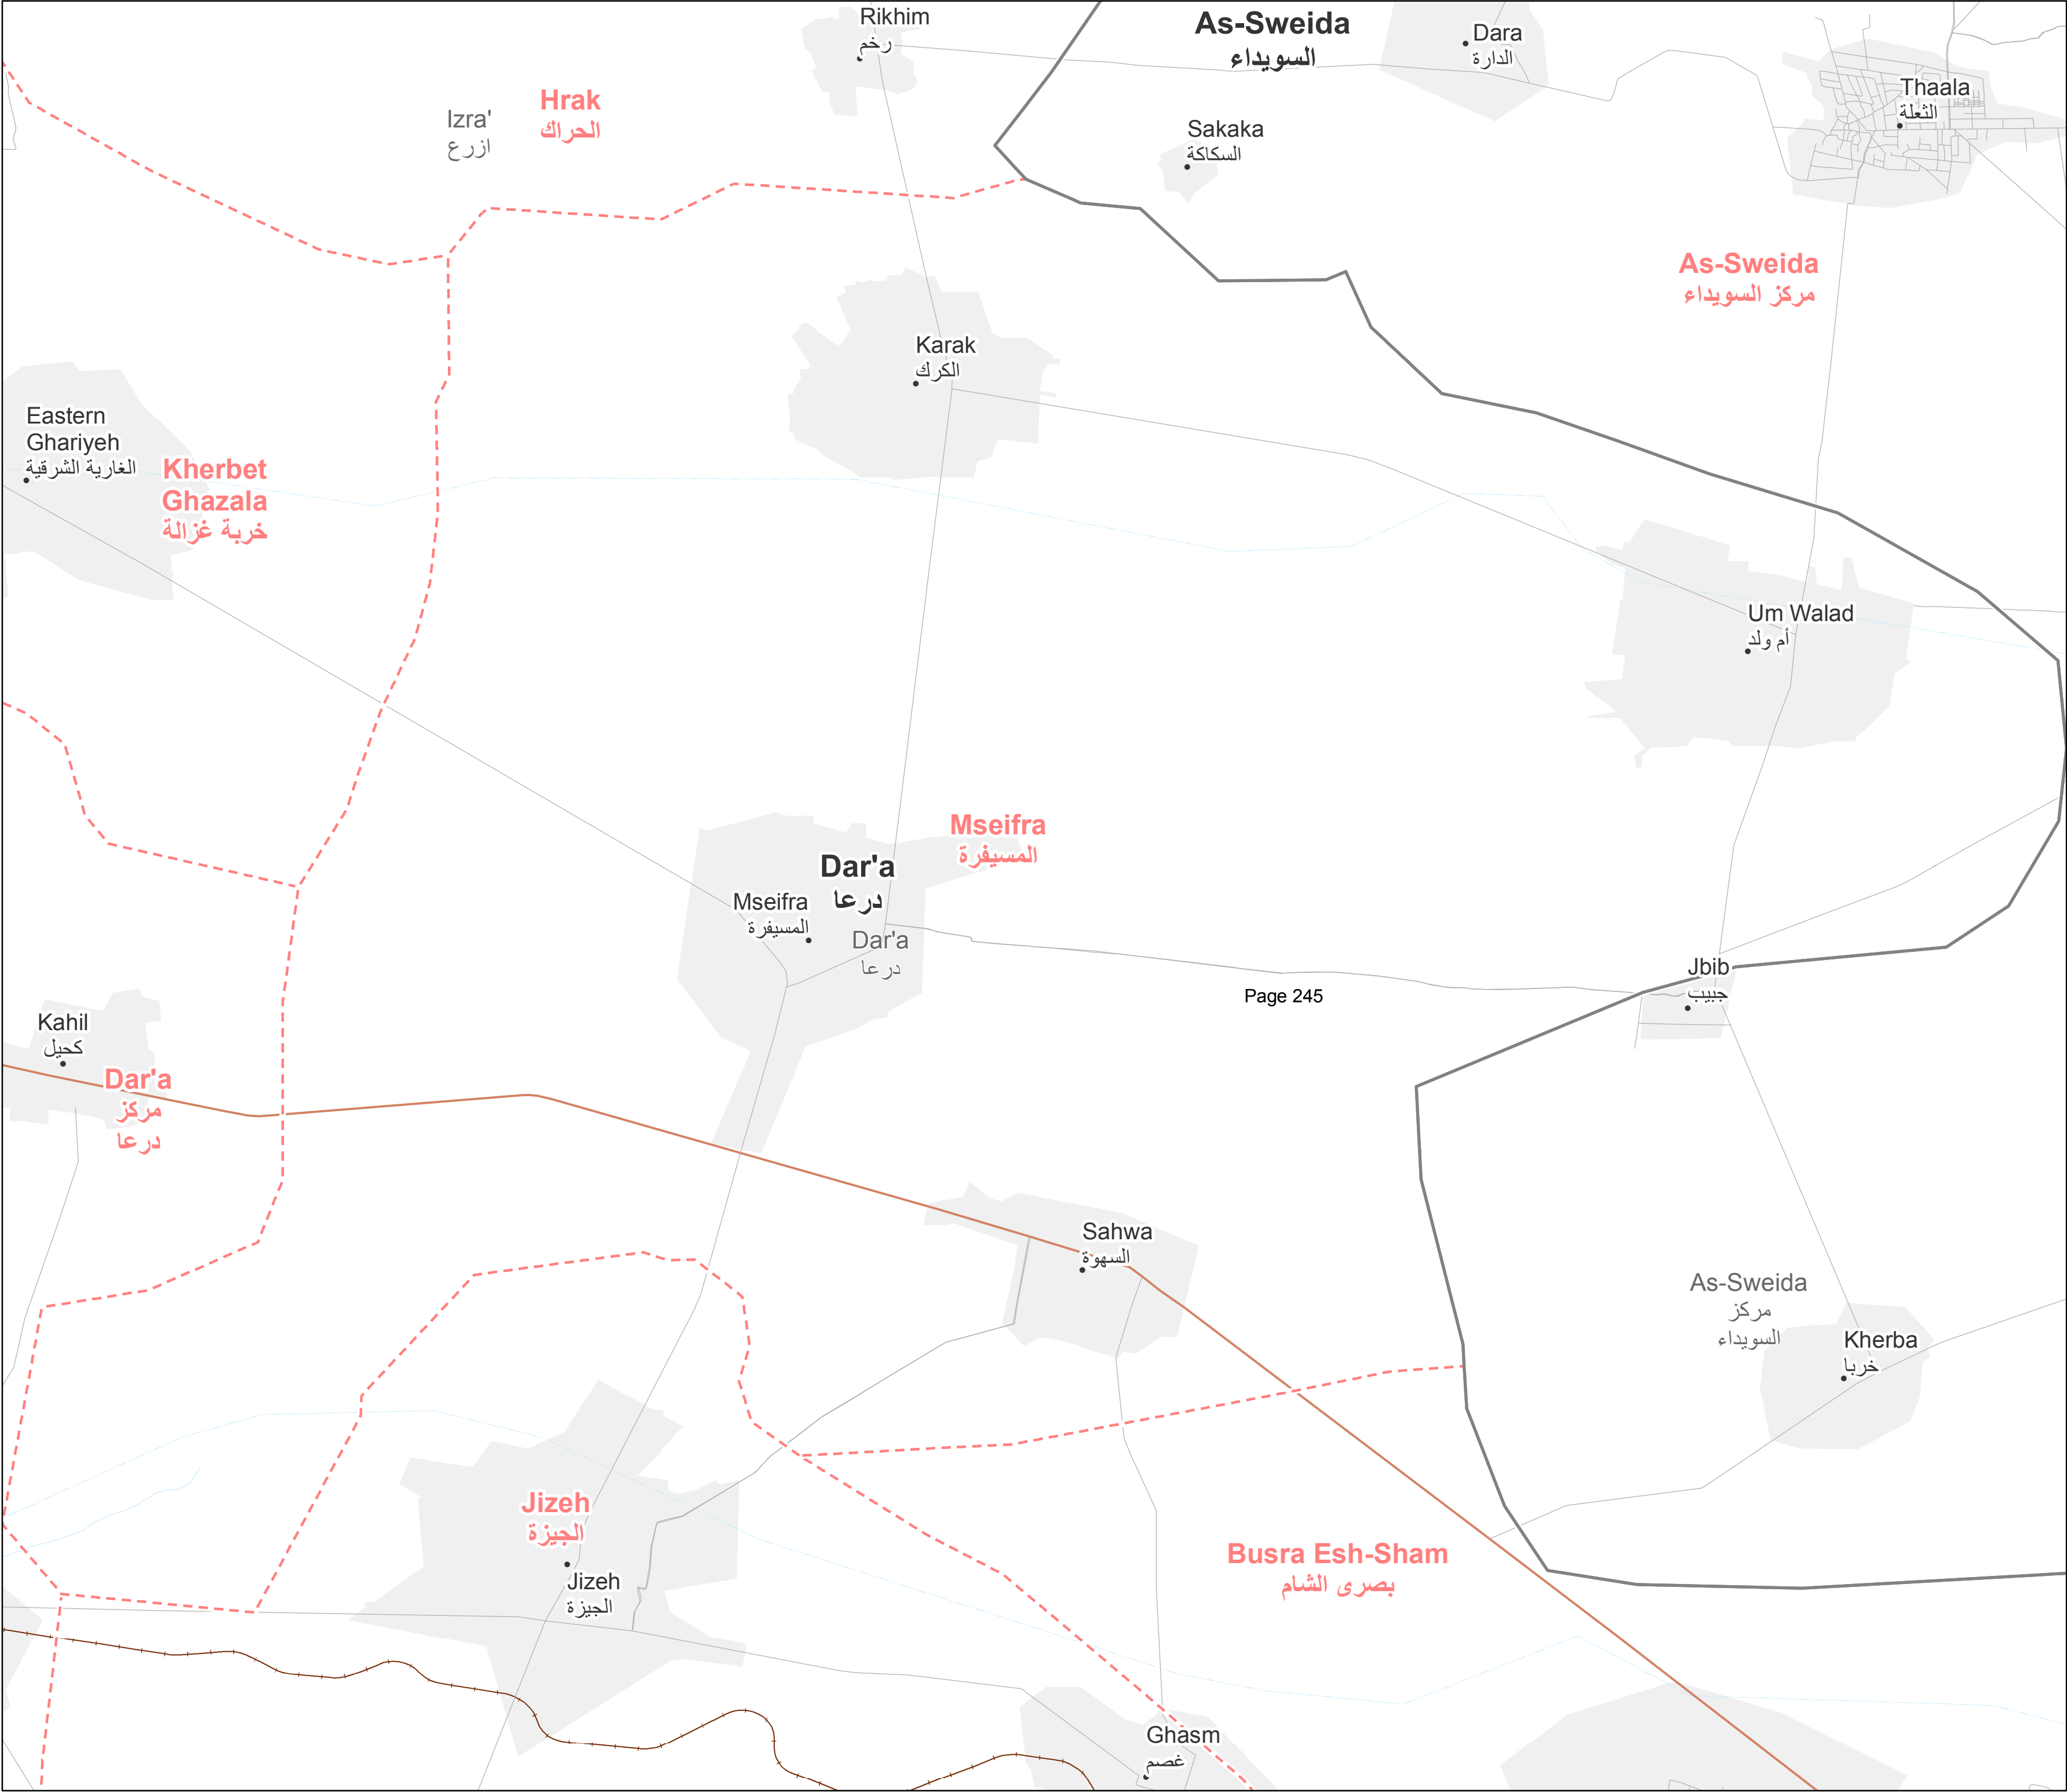 Rikhim
رخم
As-Sweida
السويداء
Dara
الدارة
Thaala
الثعلة
Hrak
الحراك
Izra'
ازرع
Sakaka
السكاكة
As-Sweida
مركز السويداء
Karak
الكرك
Eastern
Ghariyeh
الغارية الشرقية
Kherbet
Ghazala
خربة غزالة
Um Walad
أم ولد
Mseifra
المسيفرة
Dar'a
درعا
Mseifra
المسيفرة
Dar'a
درعا
Jbib
جبيب
Page 245
Kahil
كحيل
Dar'a
مركز
درعا
Sahwa
السهوة
As-Sweida
مركز
السويداء
Kherba
خربا
Jizeh
الجيزة
Jizeh
الجيزة
Busra Esh-Sham
بصرى الشام
Ghasm
غصم